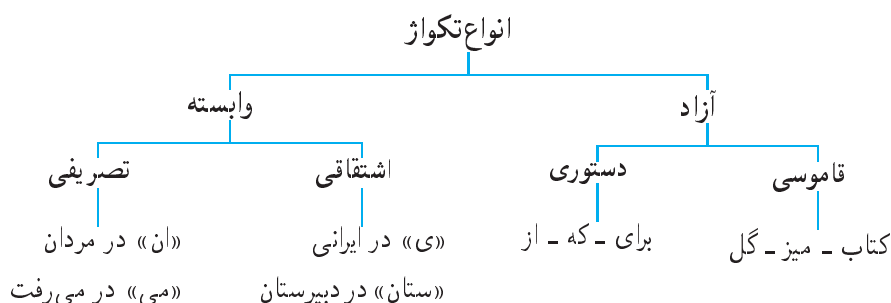 انواع تکواژ
آزاد
وابسته
قاموسی
دستوری
اشتقاقی
تصریفی
کتاب ـ میز ـ گل
برای ـ که ـ از
«ی» در ایرانی
«ستان» در دبیرستان
«ان» در مردان
«می» در می‌رفت